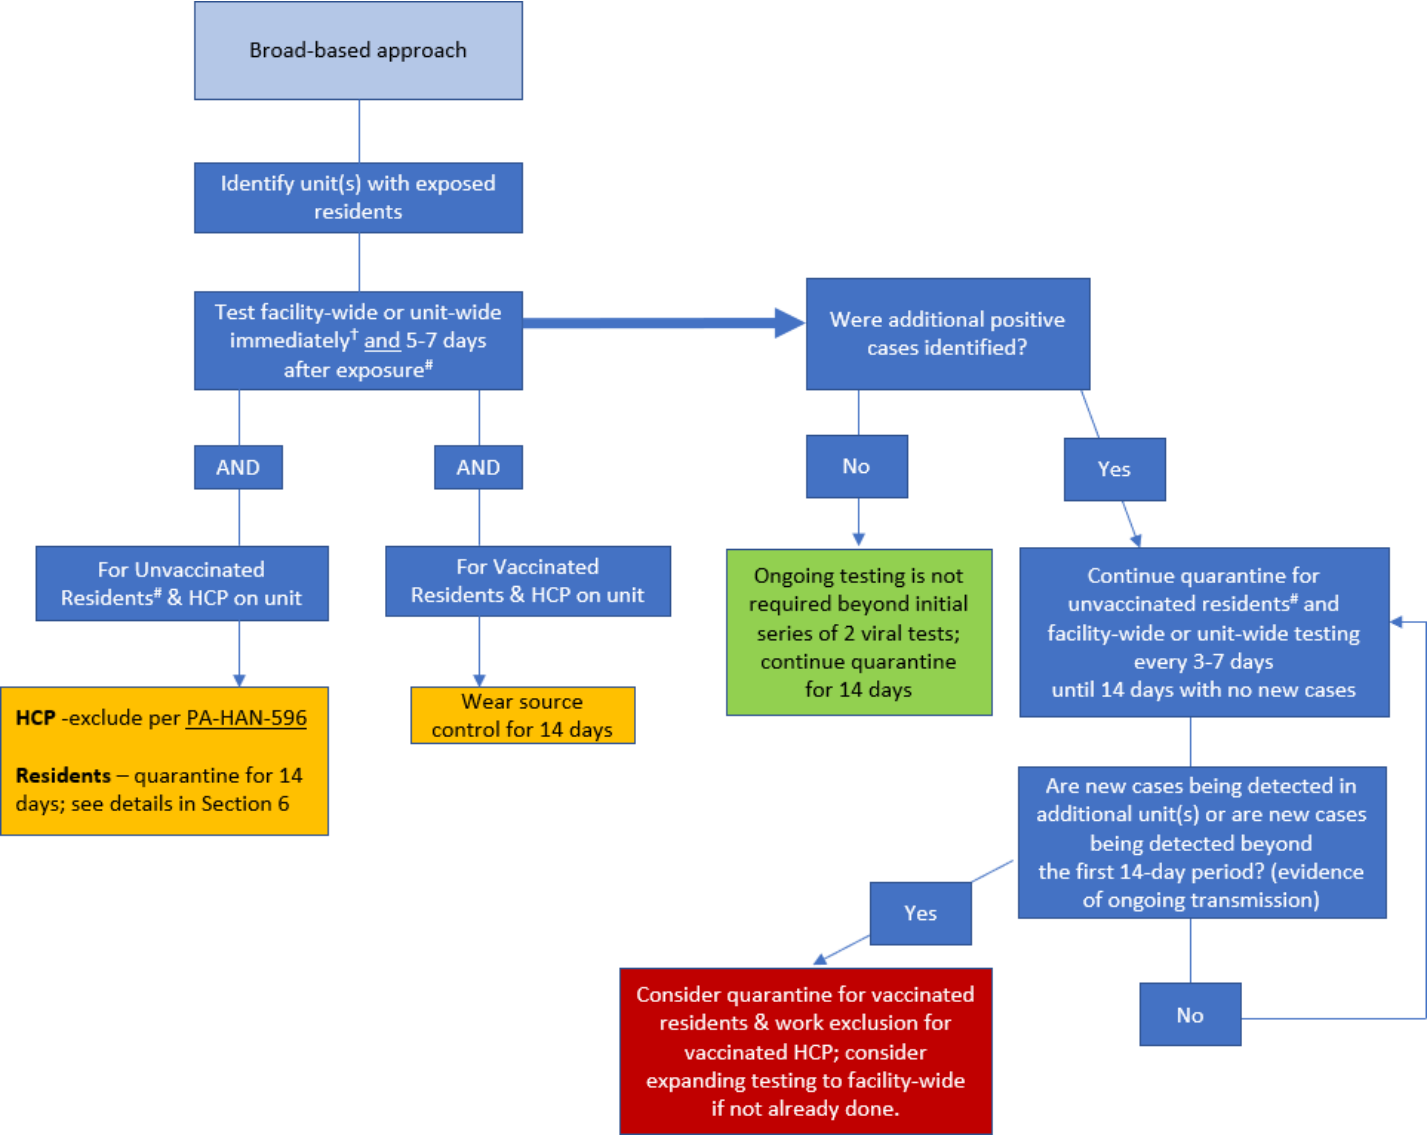 Broad-based approach
Identify unit(s) with exposed
residents
Test facility-wide or unit-wide
immediately† and 5-7 days
after exposure#
Were additional positive
cases identified?
AND
AND
No
Yes
For Unvaccinated
Residents# & HCP on unit
For Vaccinated
Residents & HCP on unit
Ongoing testing is not
required beyond initial
series of 2 viral tests;
continue quarantine
for 14 days
Continue quarantine for
unvaccinated residents# and
facility-wide or unit-wide testing
every 3-7 days
until 14 days with no new cases
HCP -exclude per PA-HAN-596
Residents – quarantine for 14
days; see details in Section 6
Wear source
control for 14 days
Are new cases being detected in
additional unit(s) or are new cases
being detected beyond
the first 14-day period? (evidence
of ongoing transmission)
Yes
No
Consider quarantine for vaccinated
residents & work exclusion for
vaccinated HCP; consider
expanding testing to facility-wide
if not already done.